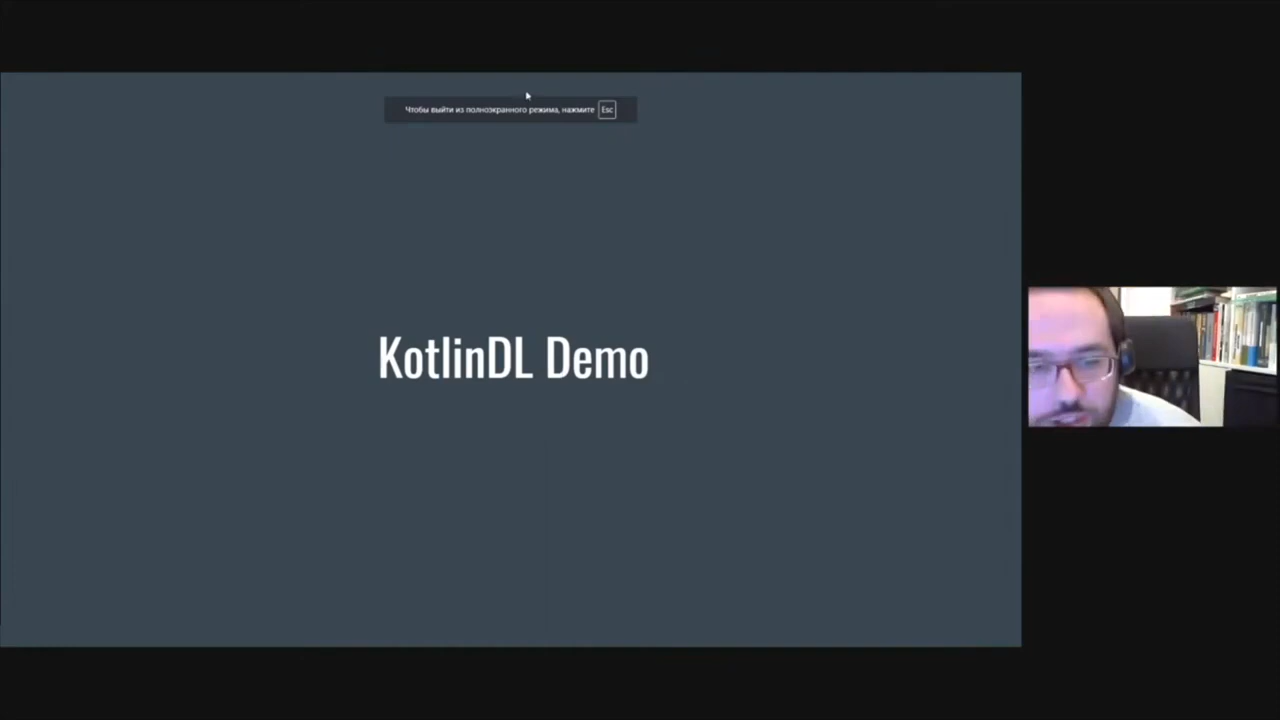 Чтобы выйти из полноэкранного режима, нажмите Esc
KotlinDL Demo